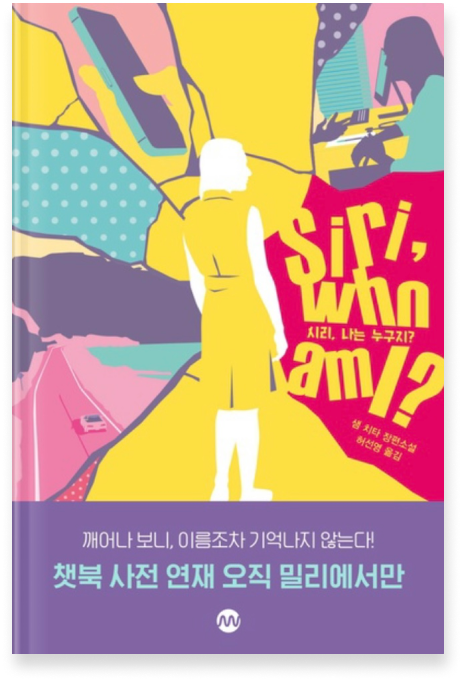 Siri,
who
시리, 나는 누구지?
am I?
샘 치타 장편소설
허선영 옮김
깨어나 보니, 이름조차 기억나지 않는다!
챗북 사전 연재 오직 밀리에서만